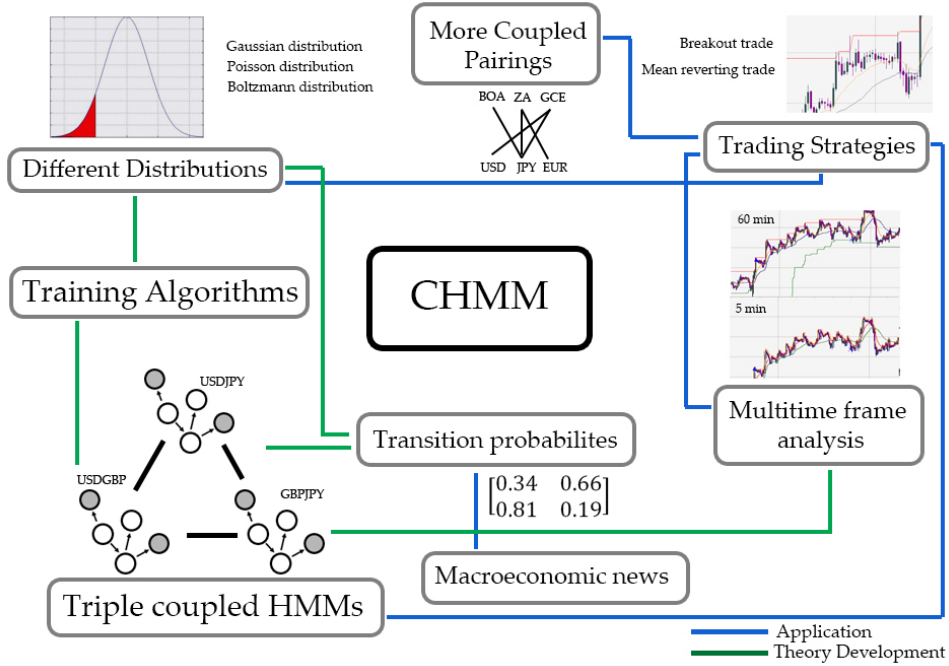 Gaussian distribution
Poisson distribution
Boltzmann distribution
More Coupled
Pairings
Breakout trade
Mean reverting trade
BOA ZA GCE
USD JPY EUR
Trading Strategies
Different Distributions
60 min
5 min
Training Algorithms
CHMM
USDJPY
Multitime frame
analysis
Transition probabilites
USDGBP
GBPJPY
0.34 0.66
0.81 0.19
Macroeconomic news
Triple coupled HMMs
Application
Theory Development